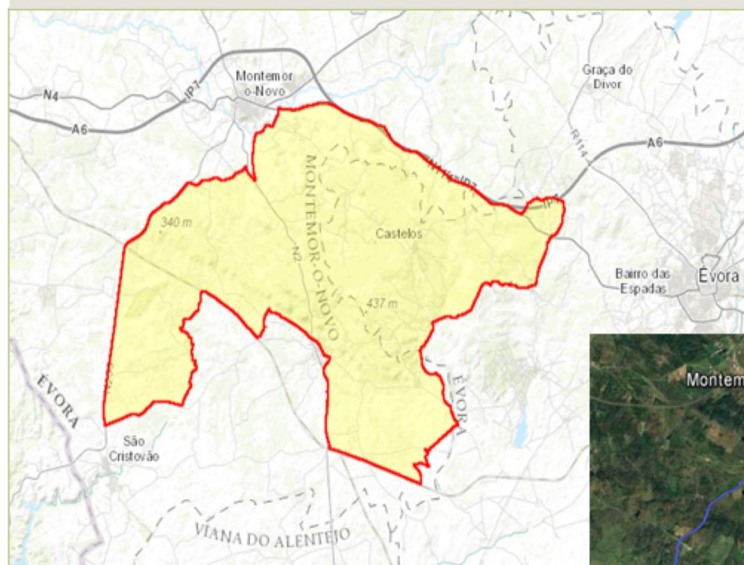 Montemor
o-Novo
Graça do
Divor
N4
IP7
A6
R114
A6
MONTEMOR-O-NOVO
340 m
N2
Castelos
437 m
Bairro das
Espadas
Évora
ÉVORA
ÉVORA
São
Cristovão
VIANA DO ALENTEJO
Montem